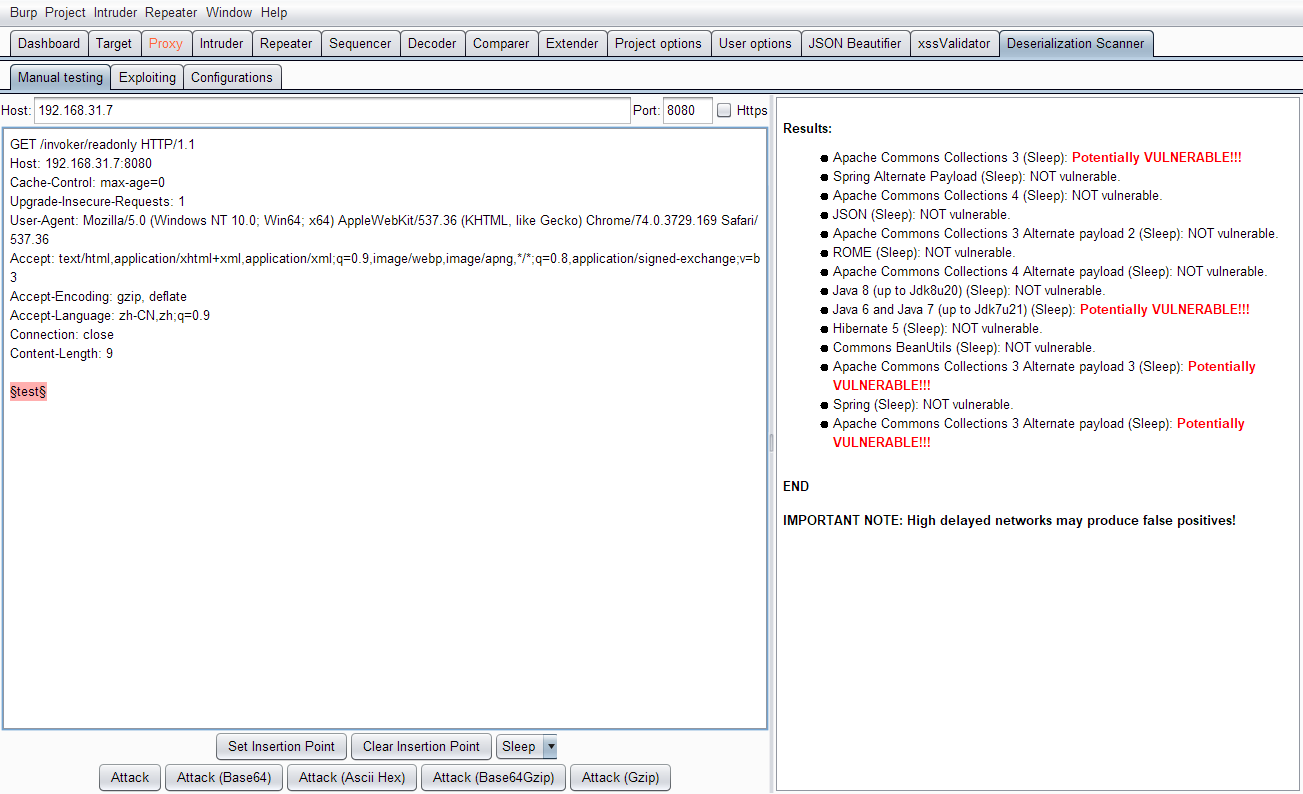 Burp Project Intruder Repeater Window Help
Dashboard Target Proxy Intruder Repeater Sequencer Decoder Comparer Extender Project options User options JSON Beautifier xssValidator Deserialization Scanner
Manual testing Exploiting Configurations
Host: 192.168.31.7 Port: 8080 Https
GET /invoker/readonly HTTP/1.1
Host: 192.168.31.7:8080
Cache-Control: max-age=0
Upgrade-Insecure-Requests: 1
User-Agent: Mozilla/5.0 (Windows NT 10.0; Win64; x64) AppleWebKit/537.36 (KHTML, like Gecko) Chrome/74.0.3729.169 Safari/
537.36
Accept: text/html,application/xhtml+xml,application/xml;q=0.9,image/webp,image/apng,*/*;q=0.8,application/signed-exchange;v=b
3
Accept-Encoding: gzip, deflate
Accept-Language: zh-CN,zh;q=0.9
Connection: close
Content-Length: 9
§test§
Set Insertion Point Clear Insertion Point Sleep
Attack Attack (Base64) Attack (Ascii Hex) Attack (Base64Gzip) Attack (Gzip)
Results:
Apache Commons Collections 3 (Sleep): Potentially VULNERABLE!!!
Spring Alternate Payload (Sleep): NOT vulnerable.
Apache Commons Collections 4 (Sleep): NOT vulnerable.
JSON (Sleep): NOT vulnerable.
Apache Commons Collections 3 Alternate payload 2 (Sleep): NOT vulnerable.
ROME (Sleep): NOT vulnerable.
Apache Commons Collections 4 Alternate payload (Sleep): NOT vulnerable.
Java 8 (up to Jdk8u20) (Sleep): NOT vulnerable.
Java 6 and Java 7 (up to Jdk7u21) (Sleep): Potentially VULNERABLE!!!
Hibernate 5 (Sleep): NOT vulnerable.
Commons BeanUtils (Sleep): NOT vulnerable.
Apache Commons Collections 3 Alternate payload 3 (Sleep): Potentially
VULNERABLE!!!
Spring (Sleep): NOT vulnerable.
Apache Commons Collections 3 Alternate payload (Sleep): Potentially
VULNERABLE!!!
END
IMPORTANT NOTE: High delayed networks may produce false positives!